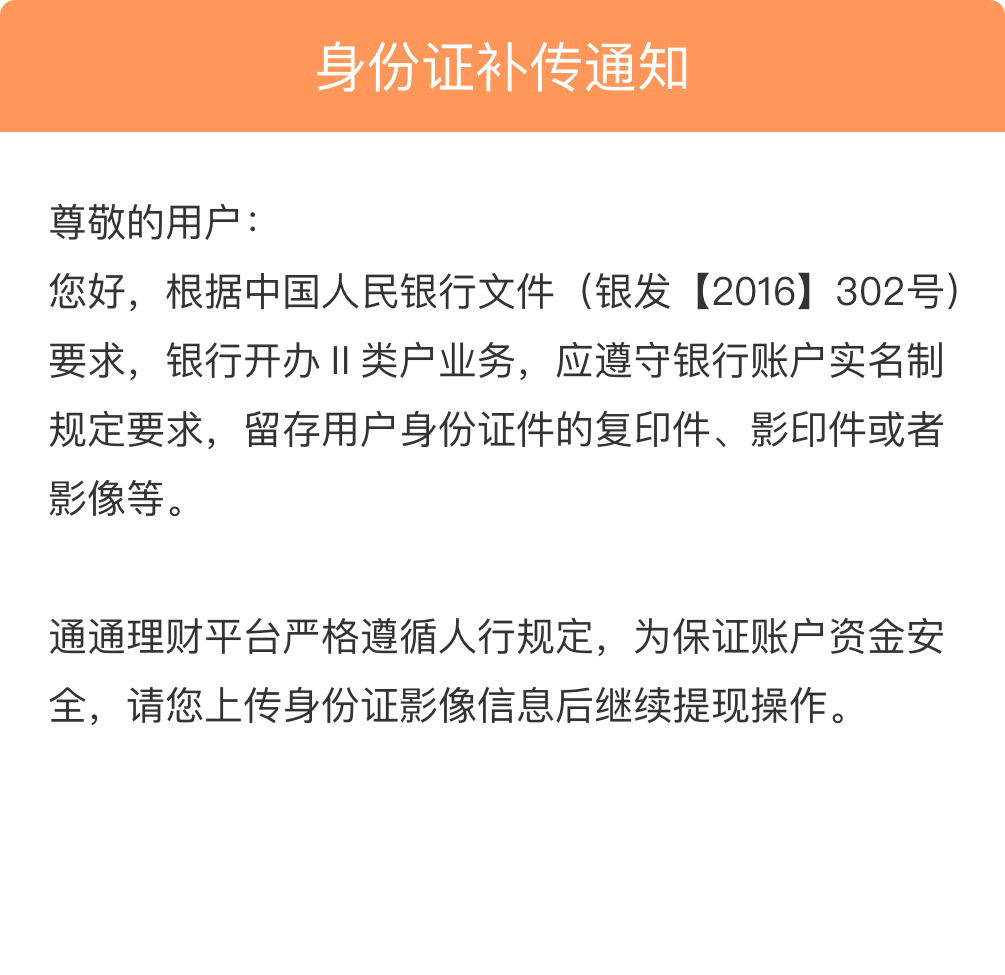 身份证补传通知
尊敬的用户：
您好，根据中国人民银行文件（银发【2016】302号）
要求，银行开办Ⅱ类户业务，应遵守银行账户实名制
规定要求，留存用户身份证件的复印件、影印件或者
影像等。
通通理财平台严格遵循人行规定，为保证账户资金安
全，请您上传身份证影像信息后继续提现操作。